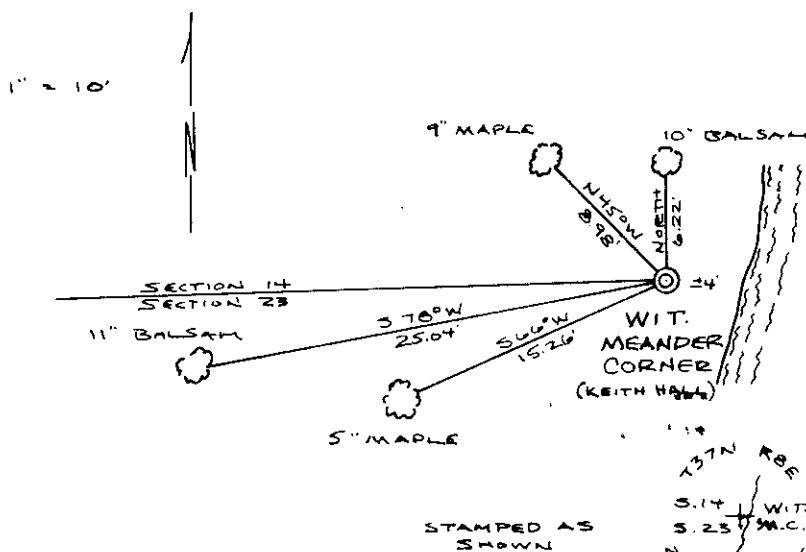 1" = 10'
N
9" MAPLE
10" BALSAM
N45°W
8.98'
NORTH
6.22'
SECTION 14
SECTION 23
±4'
11" BALSAM
S78°W
25.04'
S66°W
15.26'
WIT.
MEANDER
CORNER
(KEITH HALL)
5" MAPLE
T37N R8E
S.14 WIT.
S.23 M.C.
STAMPED AS
SHOWN